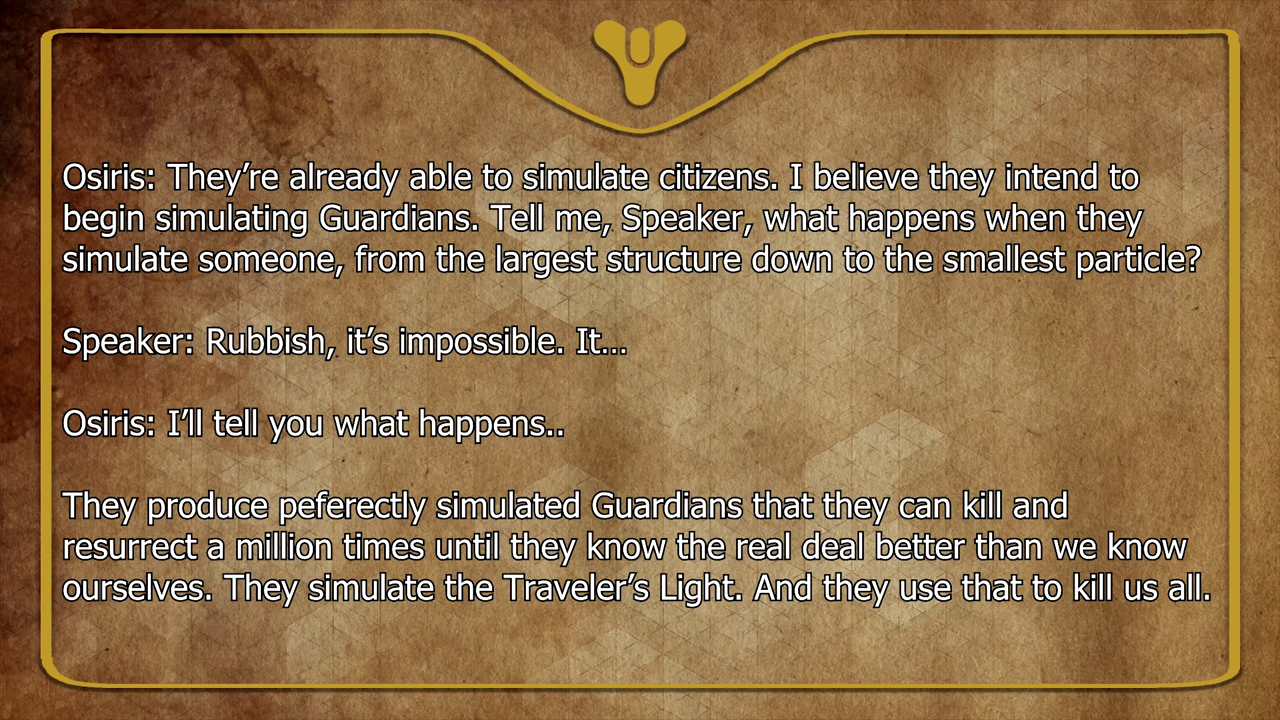 Osiris: They’re already able to simulate citizens. I believe they intend to
begin simulating Guardians. Tell me, Speaker, what happens when they
simulate someone, from the largest structure down to the smallest particle?
Speaker: Rubbish, it’s impossible. It...
Osiris: I’ll tell you what happens..
They produce peferectly simulated Guardians that they can kill and
resurrect a million times until they know the real deal better than we know
ourselves. They simulate the Traveler’s Light. And they use that to kill us all.